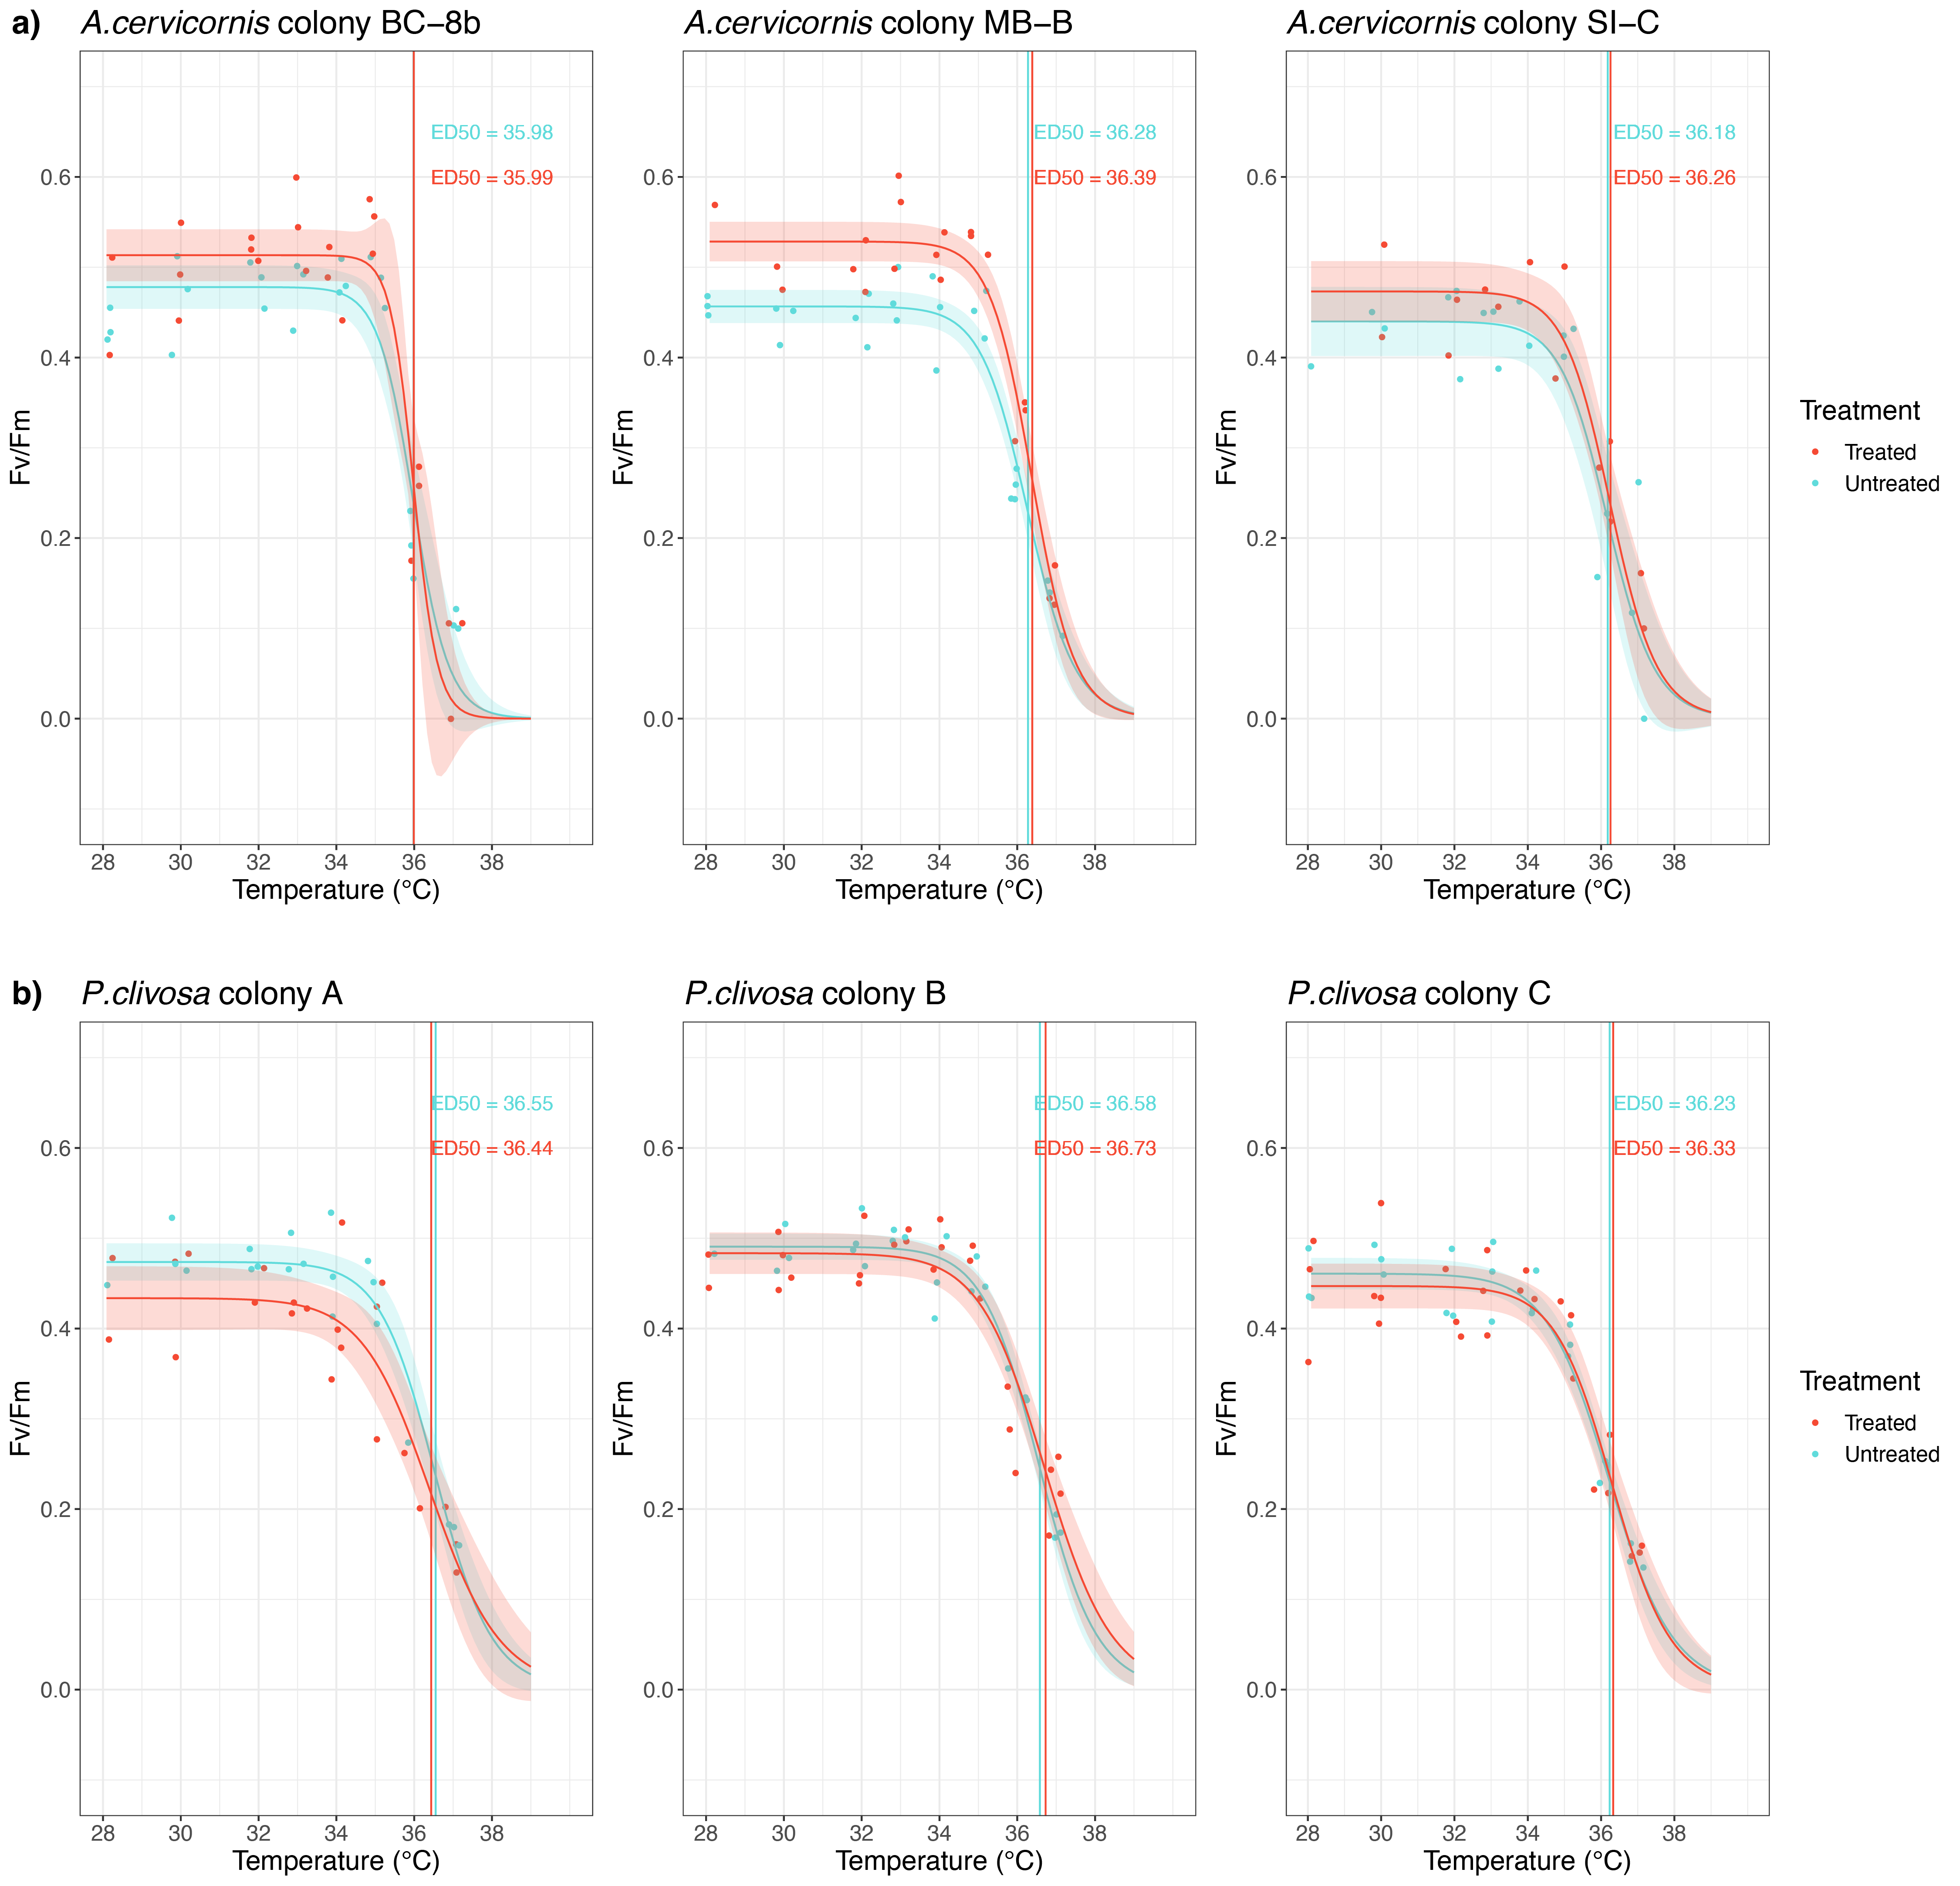 a)
A.cervicornis colony BC−8b
A.cervicornis colony MB−B
A.cervicornis colony SI−C
ED50 = 35.98
ED50 = 35.99
ED50 = 36.28
ED50 = 36.39
ED50 = 36.18
ED50 = 36.26
0.6
0.4
0.2
0.0
Fv/Fm
28 30 32 34 36 38
Temperature (°C)
0.6
0.4
0.2
0.0
Fv/Fm
28 30 32 34 36 38
Temperature (°C)
0.6
0.4
0.2
0.0
Fv/Fm
28 30 32 34 36 38
Temperature (°C)
Treatment
Treated
Untreated
b)
P.clivosa colony A
P.clivosa colony B
P.clivosa colony C
ED50 = 36.55
ED50 = 36.44
ED50 = 36.58
ED50 = 36.73
ED50 = 36.23
ED50 = 36.33
0.6
0.4
0.2
0.0
Fv/Fm
28 30 32 34 36 38
Temperature (°C)
0.6
0.4
0.2
0.0
Fv/Fm
28 30 32 34 36 38
Temperature (°C)
0.6
0.4
0.2
0.0
Fv/Fm
28 30 32 34 36 38
Temperature (°C)
Treatment
Treated
Untreated